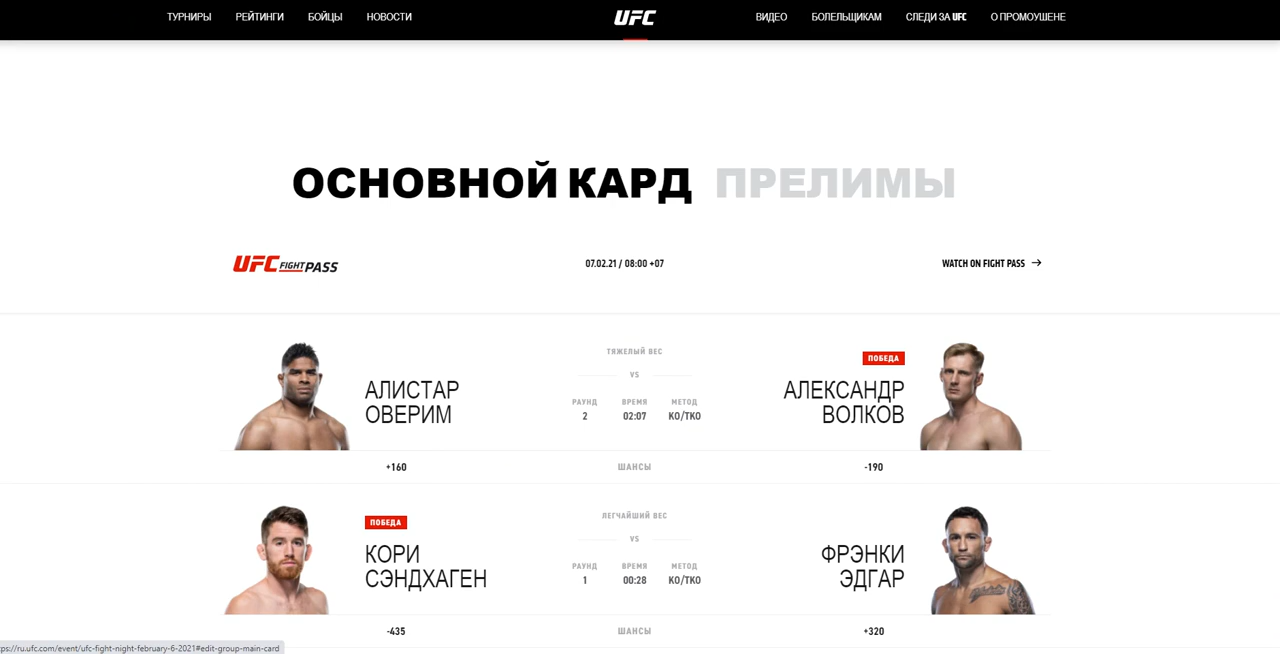 ТУРНИРЫ РЕЙТИНГИ БОЙЦЫ НОВОСТИ UFC ВИДЕО БОЛЕЛЬЩИКАМ СЛЕДИ ЗА UFC О ПРОМОУШЕНЕ
ОСНОВНОЙ КАРД ПРЕЛИМЫ
UFC FIGHT PASS 07.02.21 / 08:00 +07 WATCH ON FIGHT PASS →
ТЯЖЕЛЫЙ ВЕС
ПОБЕДА
VS
АЛИСТАР
ОВЕРИМ
РАУНД ВРЕМЯ МЕТОД
2 02:07 KO/TKO
АЛЕКСАНДР
ВОЛКОВ
+160 ШАНСЫ -190
ЛЕГЧАЙШИЙ ВЕС
ПОБЕДА
VS
КОРИ
СЭНДХАГЕН
РАУНД ВРЕМЯ МЕТОД
1 00:28 KO/TKO
ФРЭНКИ
ЭДГАР
-435 ШАНСЫ +320
ps://ru.ufc.com/event/ufc-fight-night-february-6-2021#edit-group-main-card